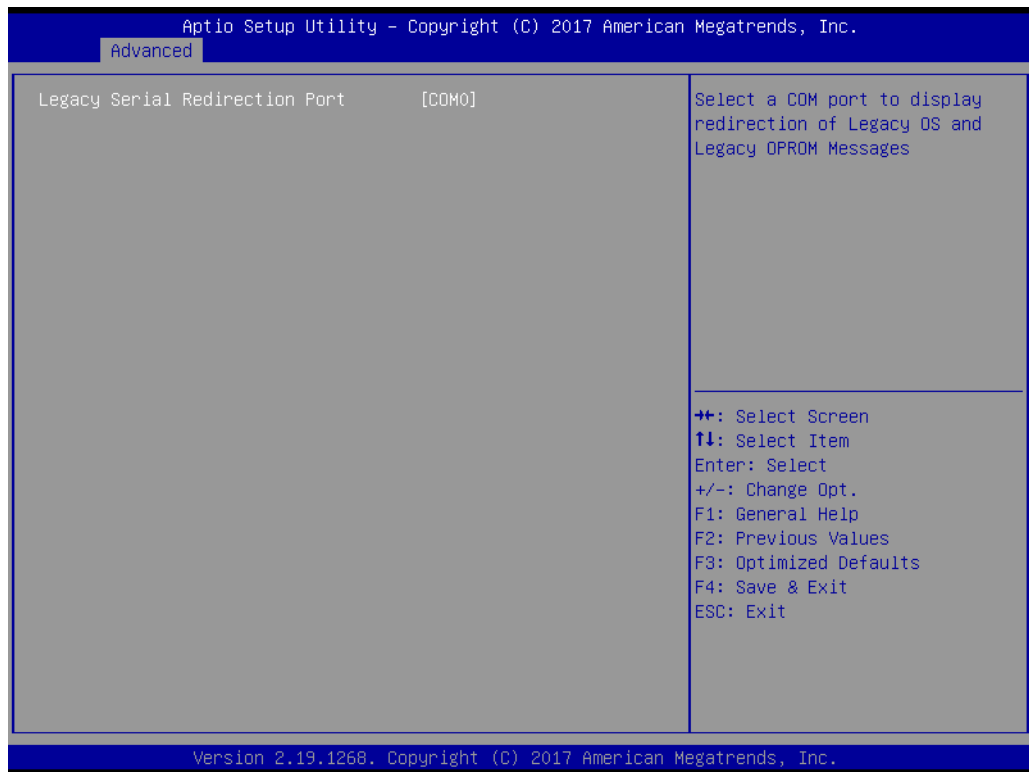 Aptio Setup Utility – Copyright (C) 2017 American Megatrends, Inc.
Advanced
Legacy Serial Redirection Port [COM0]
Select a COM port to display
redirection of Legacy OS and
Legacy OPROM Messages
→←: Select Screen
↑↓: Select Item
Enter: Select
+/-: Change Opt.
F1: General Help
F2: Previous Values
F3: Optimized Defaults
F4: Save & Exit
ESC: Exit
Version 2.19.1268. Copyright (C) 2017 American Megatrends, Inc.